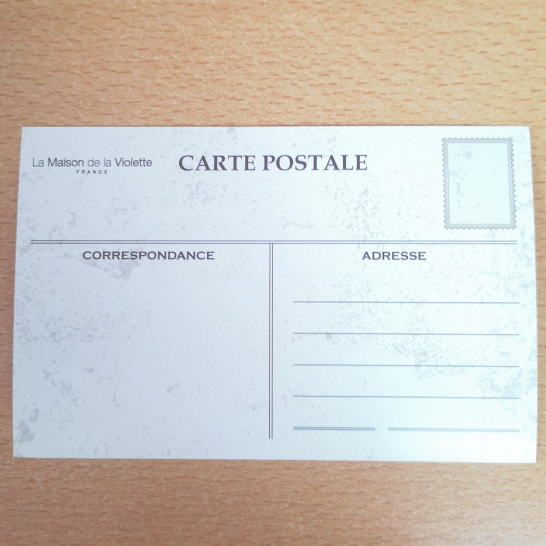 La Maison de la Violette
FRANCE
CARTE POSTALE
CORRESPONDANCE
ADRESSE